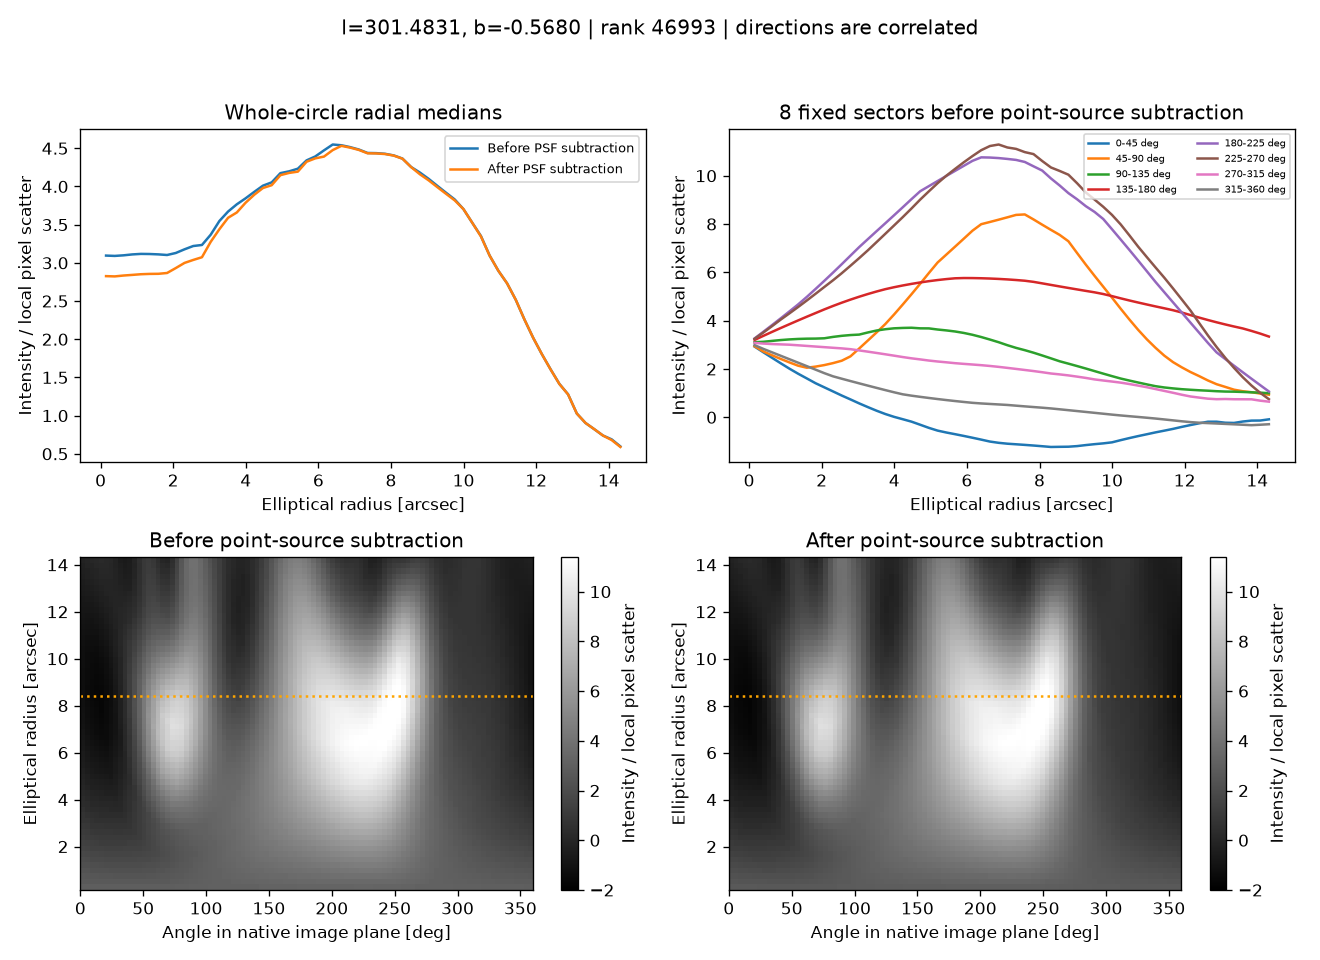 l=301.4831, b=-0.5680 | rank 46993 | directions are correlated
Whole-circle radial medians
Intensity / local pixel scatter
4.5
4.0
3.5
3.0
2.5
2.0
1.5
1.0
0.5
Before PSF subtraction
After PSF subtraction
0 2 4 6 8 10 12 14
Elliptical radius [arcsec]
8 fixed sectors before point-source subtraction
Intensity / local pixel scatter
10
8
6
4
2
0
0-45 deg
45-90 deg
90-135 deg
135-180 deg
180-225 deg
225-270 deg
270-315 deg
315-360 deg
0 2 4 6 8 10 12 14
Elliptical radius [arcsec]
Before point-source subtraction
Elliptical radius [arcsec]
14
12
10
8
6
4
2
0 50 100 150 200 250 300 350
Angle in native image plane [deg]
10
8
6
4
2
0
−2
Intensity / local pixel scatter
After point-source subtraction
Elliptical radius [arcsec]
14
12
10
8
6
4
2
0 50 100 150 200 250 300 350
Angle in native image plane [deg]
10
8
6
4
2
0
−2
Intensity / local pixel scatter